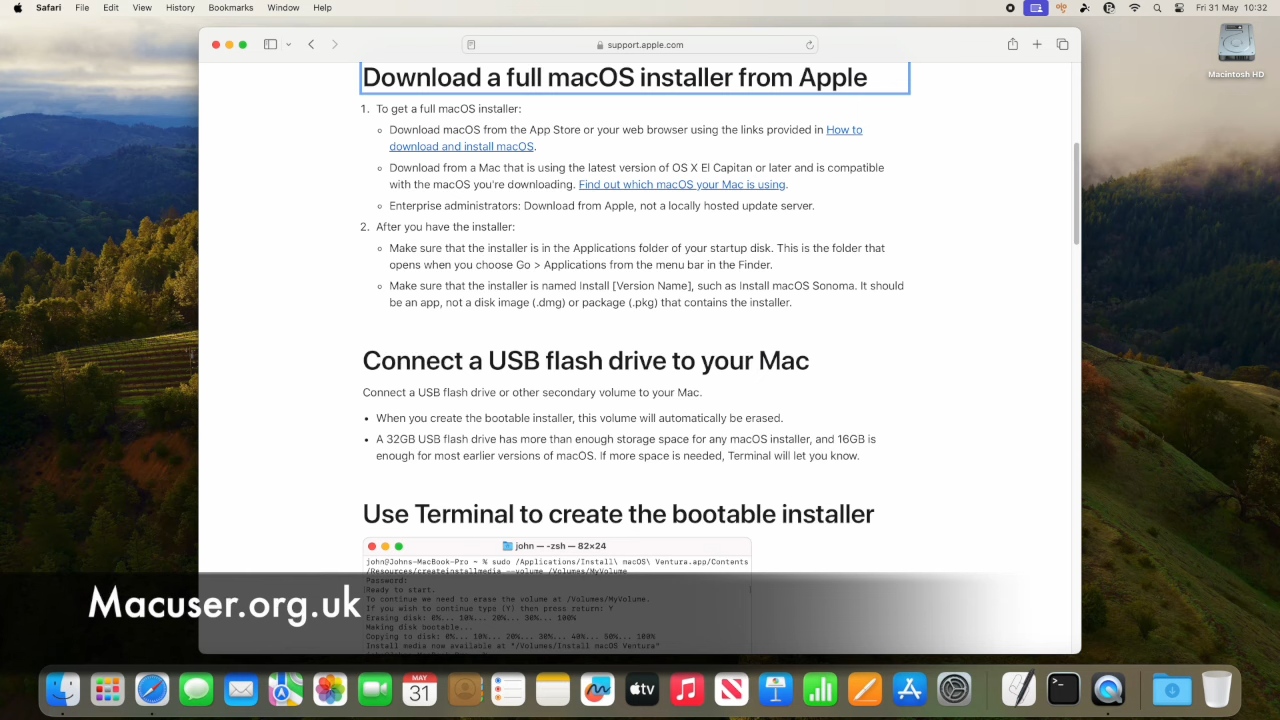 Safari File Edit View History Bookmarks Window Help Fri 31 May 10:32
support.apple.com
Macintosh HD
Download a full macOS installer from Apple
1. To get a full macOS installer:
Download macOS from the App Store or your web browser using the links provided in How to
download and install macOS.
Download from a Mac that is using the latest version of OS X El Capitan or later and is compatible
with the macOS you're downloading. Find out which macOS your Mac is using.
Enterprise administrators: Download from Apple, not a locally hosted update server.
2. After you have the installer:
Make sure that the installer is in the Applications folder of your startup disk. This is the folder that
opens when you choose Go > Applications from the menu bar in the Finder.
Make sure that the installer is named Install [Version Name], such as Install macOS Sonoma. It should
be an app, not a disk image (.dmg) or package (.pkg) that contains the installer.
Connect a USB flash drive to your Mac
Connect a USB flash drive or other secondary volume to your Mac.
• When you create the bootable installer, this volume will automatically be erased.
• A 32GB USB flash drive has more than enough storage space for any macOS installer, and 16GB is
enough for most earlier versions of macOS. If more space is needed, Terminal will let you know.
Use Terminal to create the bootable installer
john — -zsh — 82×24
john@Johns-MacBook-Pro ~ % sudo /Applications/Install\ macOS\ Ventura.app/Contents
/Resources/createinstallmedia --volume /Volumes/MyVolume
Password:
Ready to start.
To continue we need to erase the volume at /Volumes/MyVolume.
If you wish to continue type (Y) then press return: Y
Erasing disk: 0%... 10%... 20%... 30%... 100%
Making disk bootable...
Copying to disk: 0%... 10%... 20%... 30%... 40%... 50%... 100%
Install media now available at "/Volumes/Install macOS Ventura"
Macuser.org.uk
MAY
31
tv